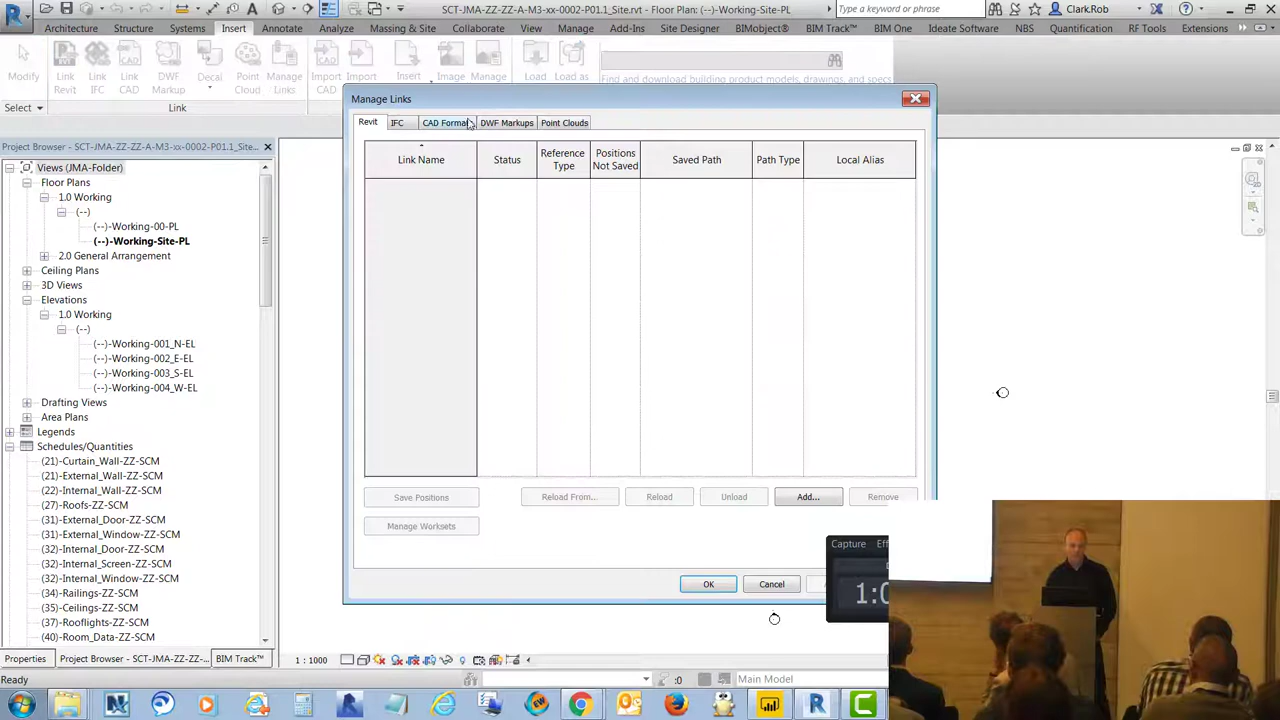 SCT-JMA-ZZ-ZZ-A-M3-xx-0002-P01.1_Site.rvt - Floor Plan: (--)-Working-Site-PL
Type a keyword or phrase
Clark.Rob
Architecture Structure Systems Insert Annotate Analyze Massing & Site Collaborate View Manage Add-Ins Site Designer BIMobject® BIM Track™ BIM One Ideate Software NBS Quantification RF Tools Extensions
Modify
Link Revit
Link IFC
Link CAD
DWF Markup
Decal
Point Cloud
Manage Links
Import CAD
Import
Insert
Image
Manage
Load
Load as
Find and download building product models, drawings, and specs
Select
Link
Project Browser - SCT-JMA-ZZ-ZZ-A-M3-xx-0002-P01.1_Site...
Views (JMA-Folder)
Floor Plans
1.0 Working
(--)
(--)-Working-00-PL
(--)-Working-Site-PL
2.0 General Arrangement
Ceiling Plans
3D Views
Elevations
1.0 Working
(--)
(--)-Working-001_N-EL
(--)-Working-002_E-EL
(--)-Working-003_S-EL
(--)-Working-004_W-EL
Drafting Views
Area Plans
Legends
Schedules/Quantities
(21)-Curtain_Wall-ZZ-SCM
(21)-External_Wall-ZZ-SCM
(22)-Internal_Wall-ZZ-SCM
(27)-Roofs-ZZ-SCM
(31)-External_Door-ZZ-SCM
(31)-External_Window-ZZ-SCM
(32)-Internal_Door-ZZ-SCM
(32)-Internal_Screen-ZZ-SCM
(32)-Internal_Window-ZZ-SCM
(34)-Railings-ZZ-SCM
(35)-Ceilings-ZZ-SCM
(37)-Rooflights-ZZ-SCM
(40)-Room_Data-ZZ-SCM
Properties
Project Browser - SCT-JMA-ZZ-ZZ-...
BIM Track™
Manage Links
Revit IFC CAD Format DWF Markups Point Clouds
Link Name
Status
Reference Type
Positions Not Saved
Saved Path
Path Type
Local Alias
Save Positions
Reload From...
Reload
Unload
Add...
Remove
Manage Worksets
OK
Cancel
Capture
1 : 1000
Ready
:0
Main Model